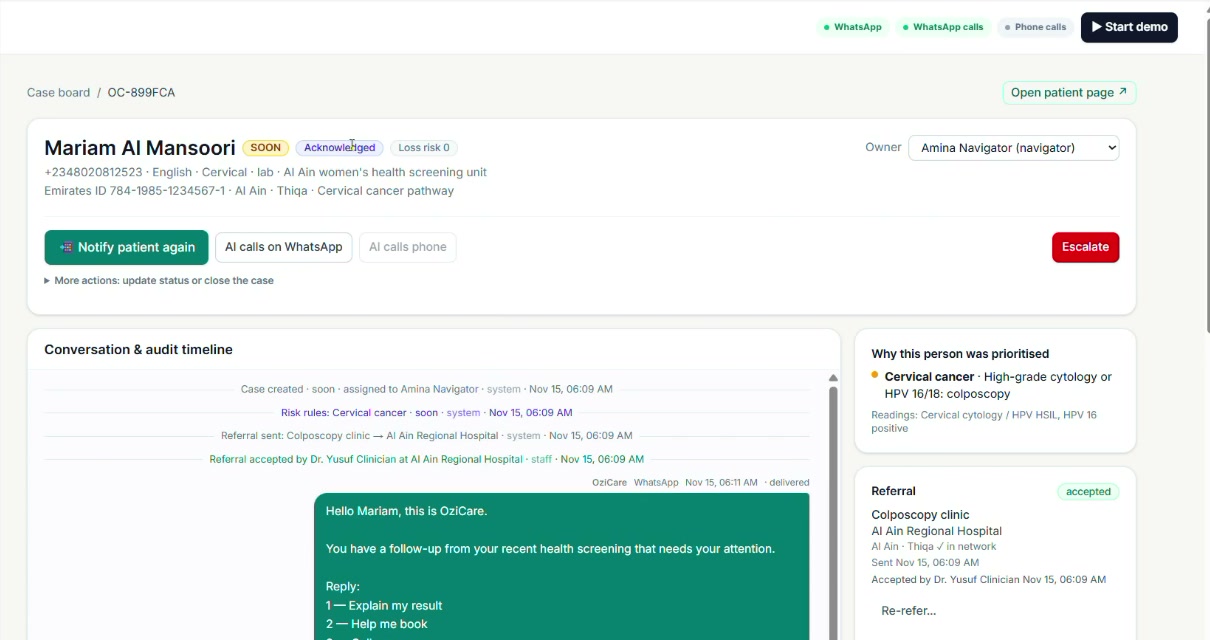 WhatsApp
WhatsApp calls
Phone calls
▶ Start demo
Case board / OC-899FCA
Open patient page ↗
Mariam Al Mansoori SOON Acknowledged Loss risk 0
Owner Amina Navigator (navigator)
+2348020812523 · English · Cervical · lab · Al Ain women's health screening unit
Emirates ID 784-1985-1234567-1 · Al Ain · Thiqa · Cervical cancer pathway
Notify patient again
AI calls on WhatsApp
AI calls phone
Escalate
▸ More actions: update status or close the case
Conversation & audit timeline
Case created · soon · assigned to Amina Navigator · system · Nov 15, 06:09 AM
Risk rules: Cervical cancer · soon · system · Nov 15, 06:09 AM
Referral sent: Colposcopy clinic → Al Ain Regional Hospital · system · Nov 15, 06:09 AM
Referral accepted by Dr. Yusuf Clinician at Al Ain Regional Hospital · staff · Nov 15, 06:09 AM
OziCare WhatsApp Nov 15, 06:11 AM · delivered
Hello Mariam, this is OziCare.
You have a follow-up from your recent health screening that needs your attention.
Reply:
1 — Explain my result
2 — Help me book
Why this person was prioritised
Cervical cancer · High-grade cytology or
HPV 16/18: colposcopy
Readings: Cervical cytology / HPV HSIL, HPV 16
positive
Referral accepted
Colposcopy clinic
Al Ain Regional Hospital
Al Ain · Thiqa ✓ in network
Sent Nov 15, 06:09 AM
Accepted by Dr. Yusuf Clinician Nov 15, 06:09 AM
Re-refer...